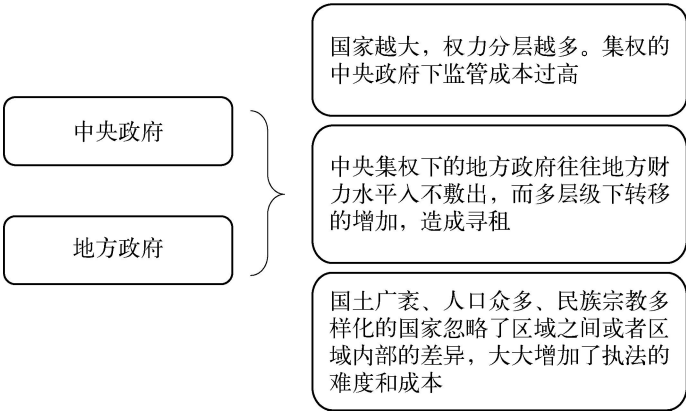 中央政府
地方政府
国家越大，权力分层越多。集权的
中央政府下监管成本过高
中央集权下的地方政府往往地方财
力水平入不敷出，而多层级下转移
的增加，造成寻租
国土广袤、人口众多、民族宗教多
样化的国家忽略了区域之间或者区
域内部的差异，大大增加了执法的
难度和成本